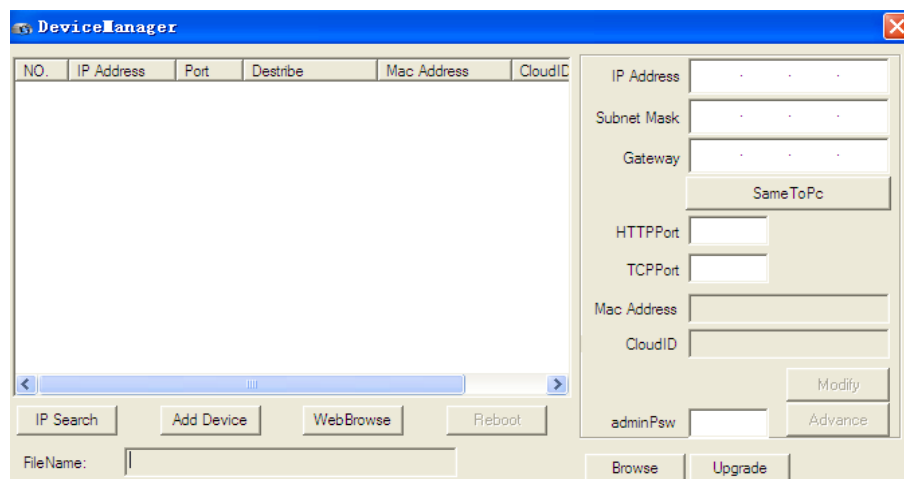 DeviceManager
NO. IP Address Port Destribe Mac Address CloudID
IP Address
Subnet Mask
Gateway
SameToPc
HTTPPort
TCPPort
Mac Address
CloudID
Modify
IP Search Add Device WebBrowse Reboot
adminPsw Advance
FileName:
Browse Upgrade